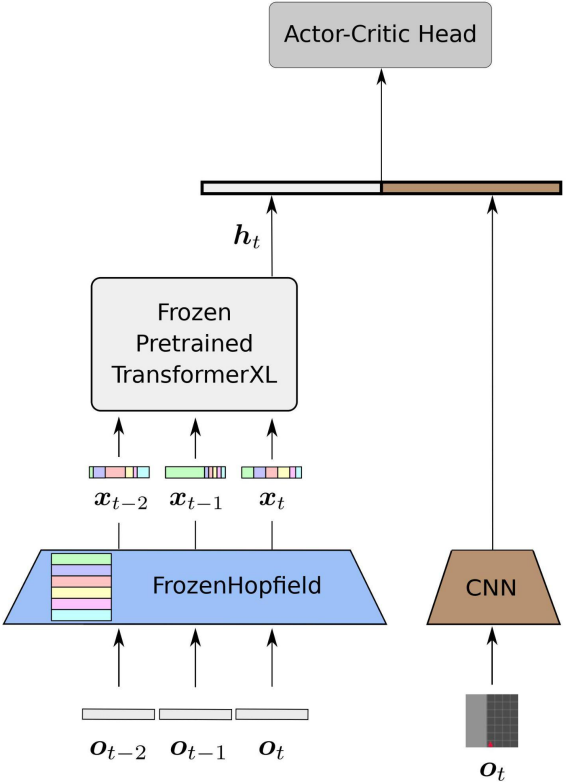 Actor-Critic Head
h_t
Frozen
Pretrained
TransformerXL
x_{t−2} x_{t−1} x_t
FrozenHopfield
CNN
o_{t−2} o_{t−1} o_t
o_t